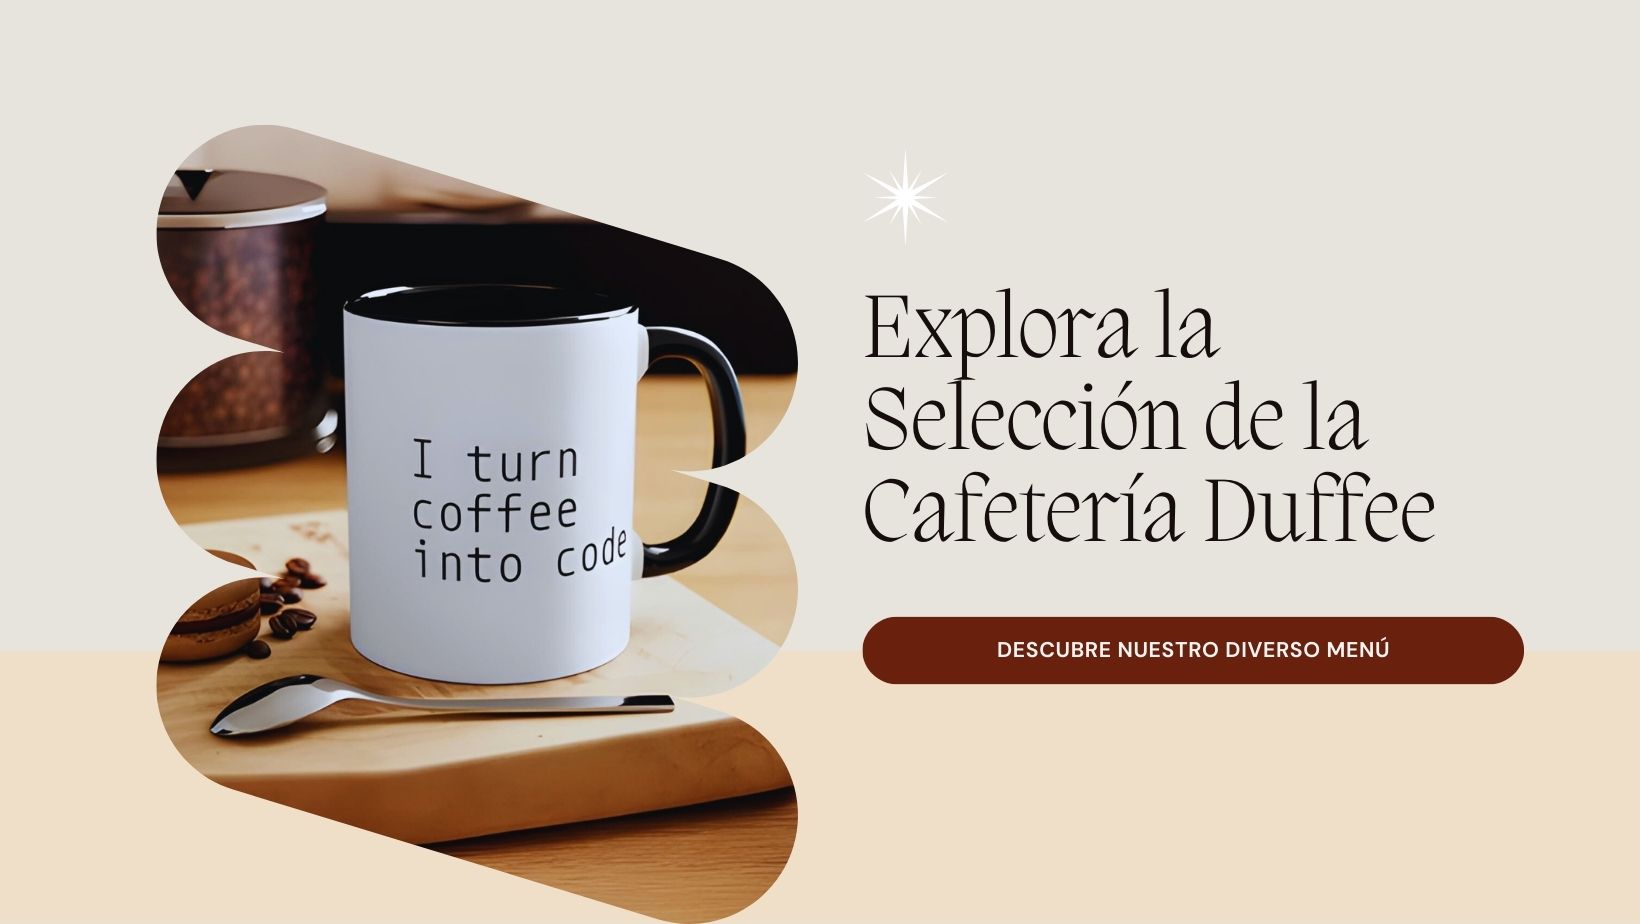 I turn
coffee
into code
Explora la
Selección de la
Cafetería Duffee
DESCUBRE NUESTRO DIVERSO MENÚ